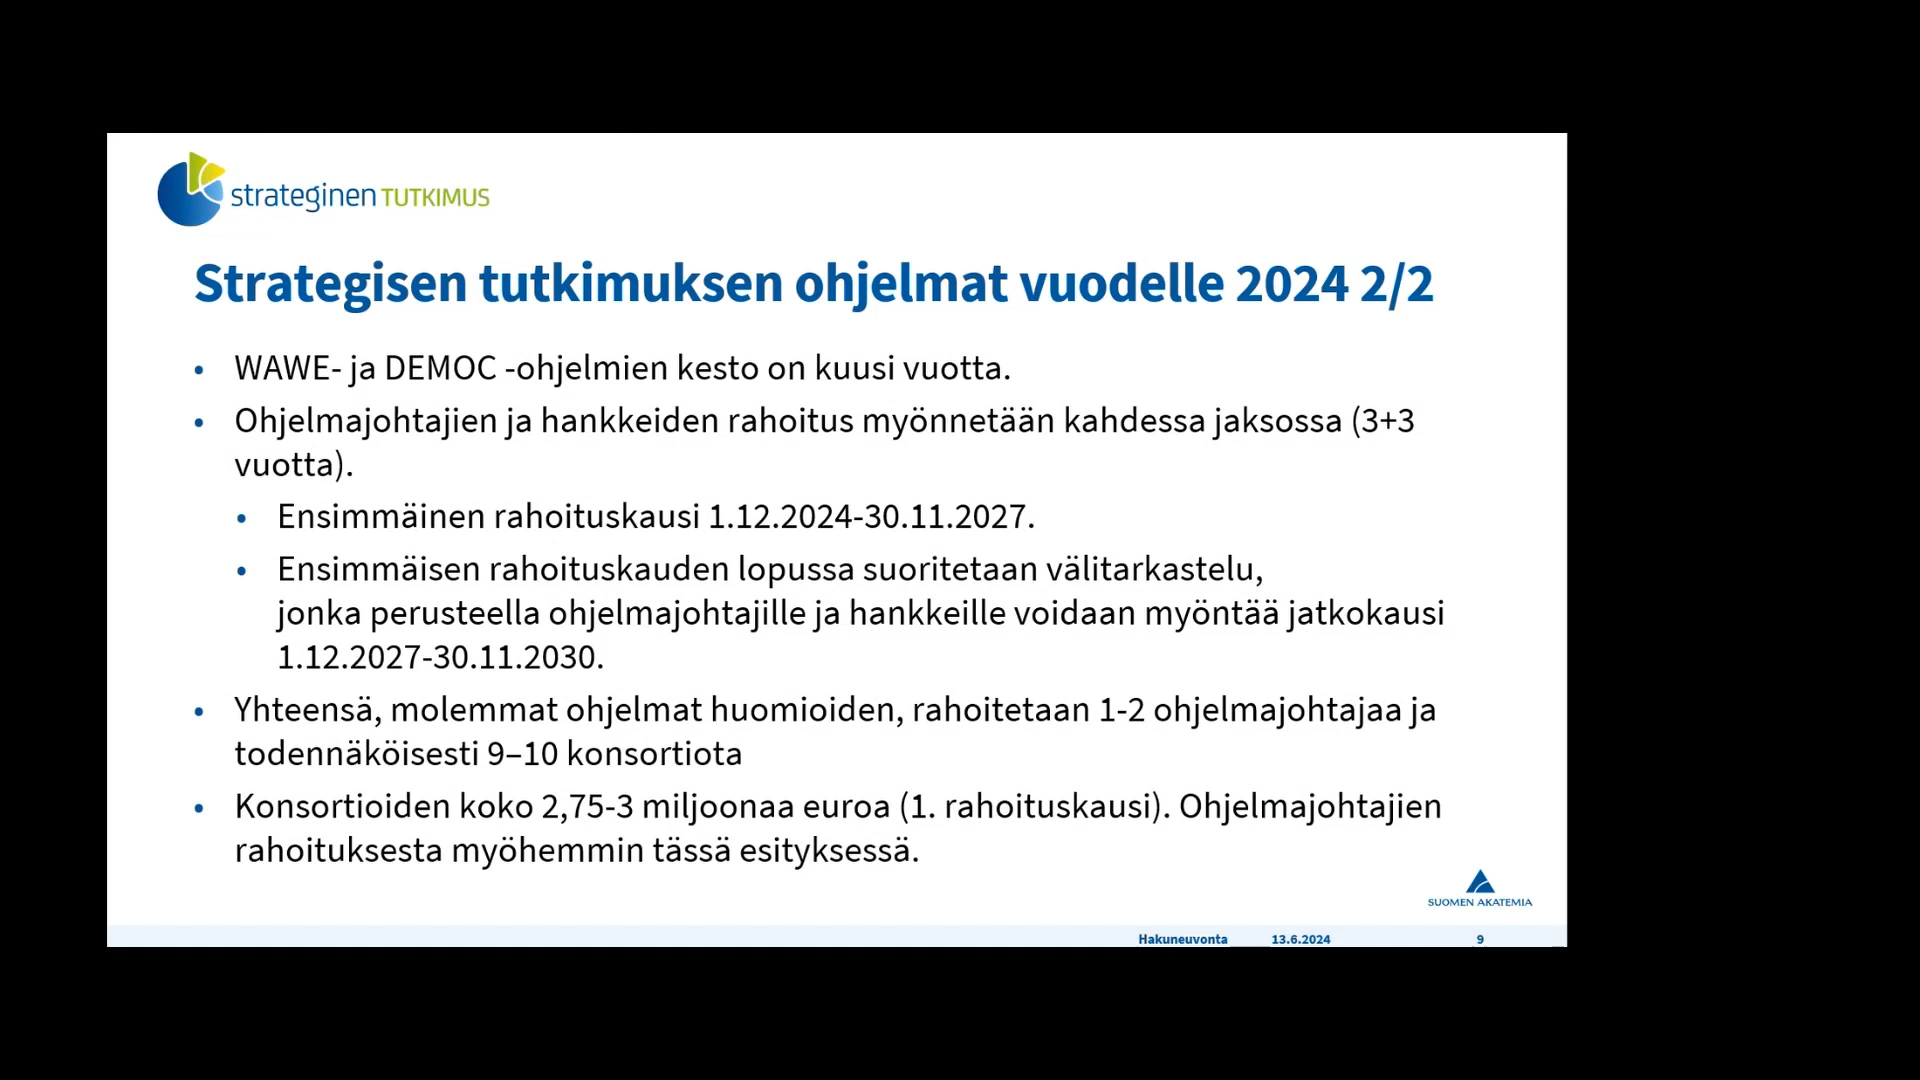 strateginen TUTKIMUS
Strategisen tutkimuksen ohjelmat vuodelle 2024 2/2
• WAWE- ja DEMOC -ohjelmien kesto on kuusi vuotta.
• Ohjelmajohtajien ja hankkeiden rahoitus myönnetään kahdessa jaksossa (3+3
vuotta).
• Ensimmäinen rahoituskausi 1.12.2024-30.11.2027.
• Ensimmäisen rahoituskauden lopussa suoritetaan välitarkastelu,
jonka perusteella ohjelmajohtajille ja hankkeille voidaan myöntää jatkokausi
1.12.2027-30.11.2030.
• Yhteensä, molemmat ohjelmat huomioiden, rahoitetaan 1-2 ohjelmajohtajaa ja
todennäköisesti 9–10 konsortiota
• Konsortioiden koko 2,75-3 miljoonaa euroa (1. rahoituskausi). Ohjelmajohtajien
rahoituksesta myöhemmin tässä esityksessä.
SUOMEN AKATEMIA
Hakuneuvonta 13.6.2024 9